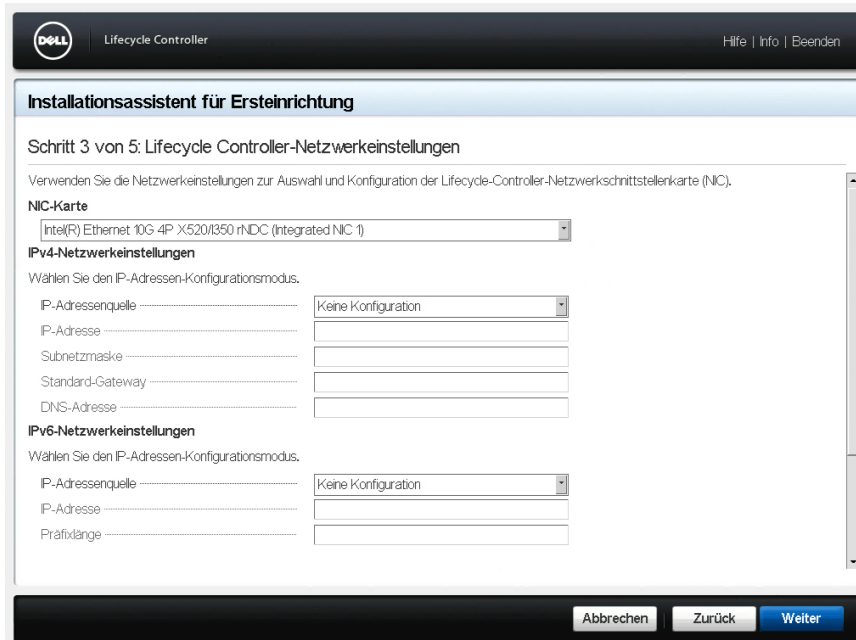 DELL
Lifecycle Controller
Hilfe | Info | Beenden
Installationsassistent für Ersteinrichtung
Schritt 3 von 5: Lifecycle Controller-Netzwerkeinstellungen
Verwenden Sie die Netzwerkeinstellungen zur Auswahl und Konfiguration der Lifecycle-Controller-Netzwerkschnittstellenkarte (NIC).
NIC-Karte
Intel(R) Ethernet 10G 4P X520/I350 rNDC (Integrated NIC 1)
IPv4-Netzwerkeinstellungen
Wählen Sie den IP-Adressen-Konfigurationsmodus.
IP-Adressenquelle Keine Konfiguration
IP-Adresse
Subnetzmaske
Standard-Gateway
DNS-Adresse
IPv6-Netzwerkeinstellungen
Wählen Sie den IP-Adressen-Konfigurationsmodus.
IP-Adressenquelle Keine Konfiguration
IP-Adresse
Präfixlänge
Abbrechen Zurück Weiter